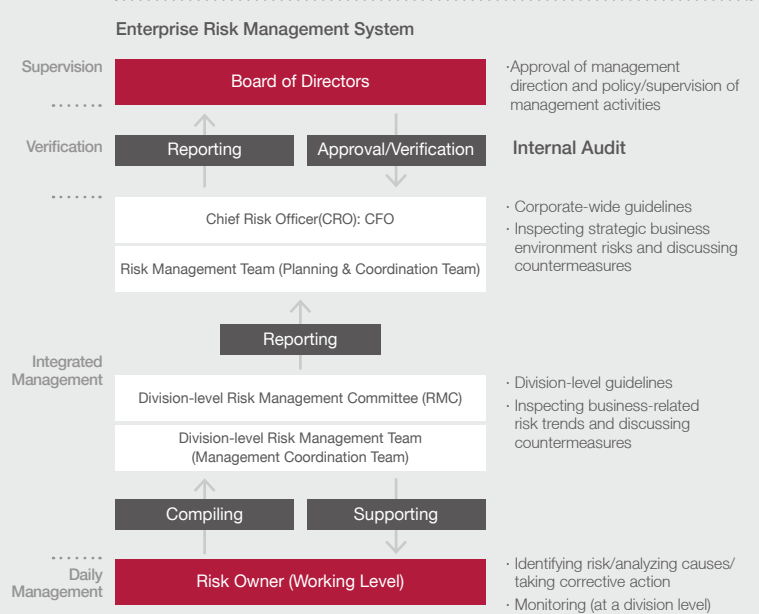 Enterprise Risk Management System
Supervision
Board of Directors
·Approval of management
direction and policy/supervision of
management activities
Verification
Reporting
Approval/Verification
Internal Audit
Chief Risk Officer(CRO): CFO
Risk Management Team (Planning & Coordination Team)
· Corporate-wide guidelines
· Inspecting strategic business
environment risks and discussing
countermeasures
Reporting
Integrated
Management
Division-level Risk Management Committee (RMC)
Division-level Risk Management Team
(Management Coordination Team)
· Division-level guidelines
· Inspecting business-related
risk trends and discussing
countermeasures
Compiling
Supporting
Daily
Management
Risk Owner (Working Level)
· Identifying risk/analyzing causes/
taking corrective action
· Monitoring (at a division level)